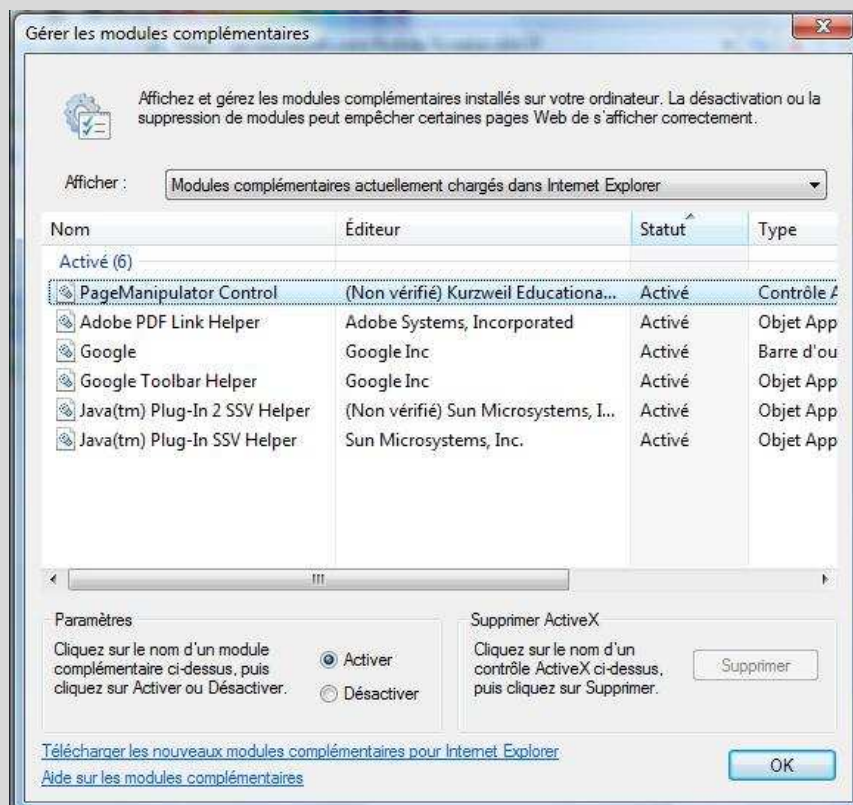 Gérer les modules complémentaires
Affichez et gérez les modules complémentaires installés sur votre ordinateur. La désactivation ou la
suppression de modules peut empêcher certaines pages Web de s'afficher correctement.
Afficher : Modules complémentaires actuellement chargés dans Internet Explorer
Nom Éditeur Statut Type
Activé (6)
PageManipulator Control (Non vérifié) Kurzweil Educationa... Activé Contrôle A
Adobe PDF Link Helper Adobe Systems, Incorporated Activé Objet App
Google Google Inc Activé Barre d'ou
Google Toolbar Helper Google Inc Activé Objet App
Java(tm) Plug-In 2 SSV Helper (Non vérifié) Sun Microsystems, I... Activé Objet App
Java(tm) Plug-In SSV Helper Sun Microsystems, Inc. Activé Objet App
Paramètres
Cliquez sur le nom d'un module
complémentaire ci-dessus, puis
cliquez sur Activer ou Désactiver.
Activer
Désactiver
Supprimer ActiveX
Cliquez sur le nom d'un
contrôle ActiveX ci-dessus,
puis cliquez sur Supprimer.
Supprimer
Télécharger les nouveaux modules complémentaires pour Internet Explorer
Aide sur les modules complémentaires
OK